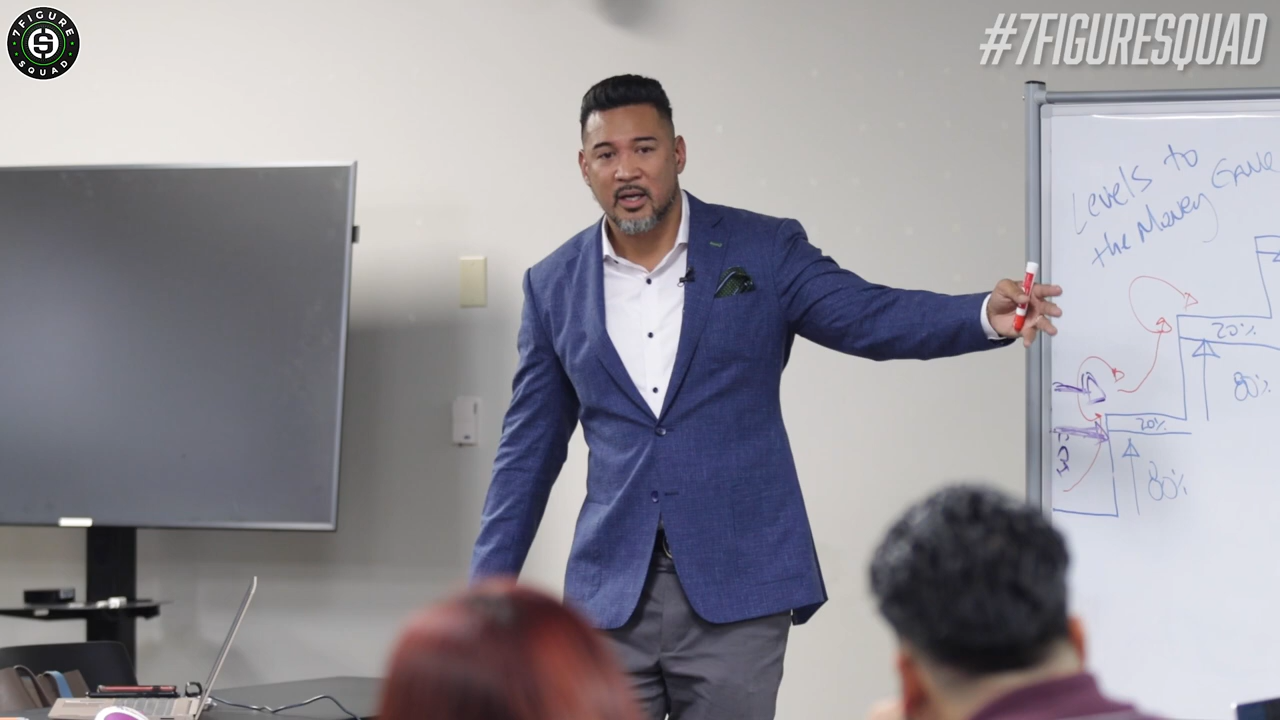 7FIGURE
SQUAD
#7FIGURESQUAD
Levels to
the Money GAME
20%
80%
20%
80%